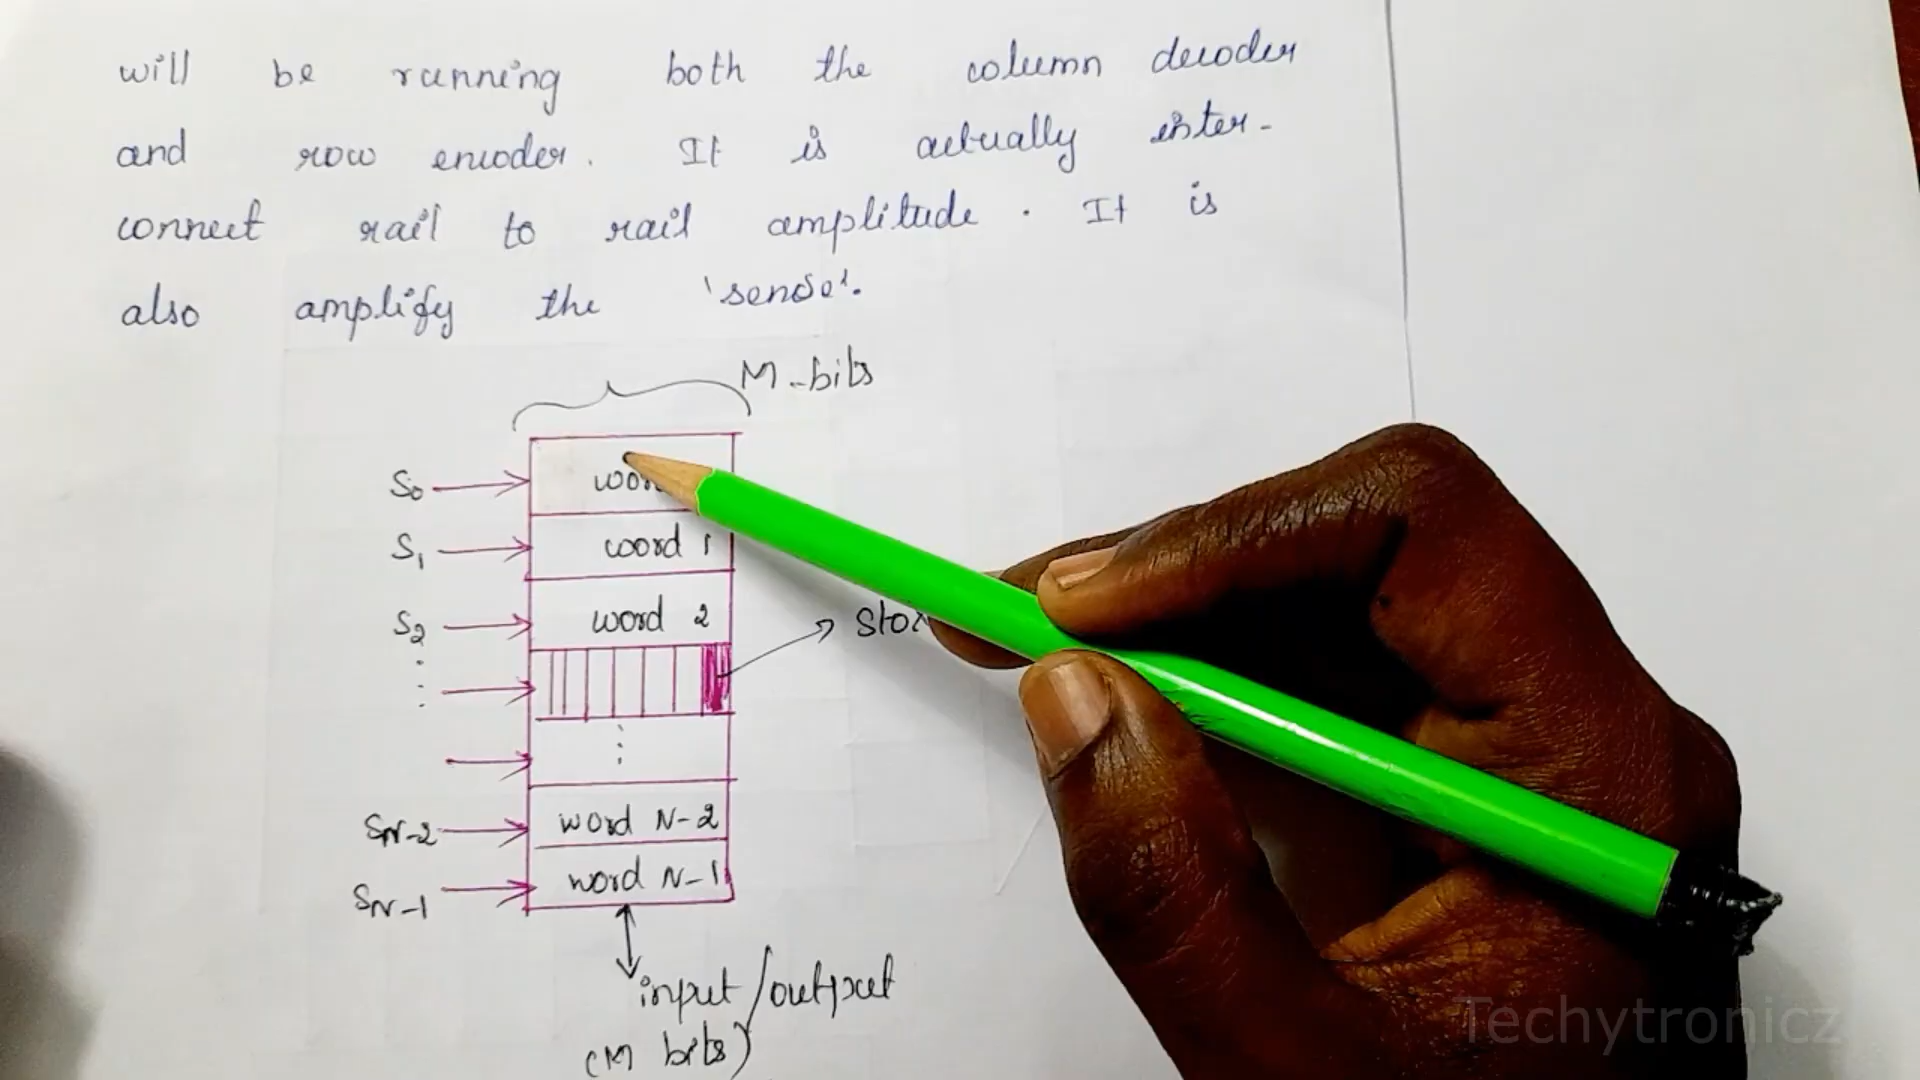 will be running both the column decoder
and row encoder. It is actually inter-
connect rail to rail amplitude. It is
also amplify the 'sense'.
M-bits
S0
S1 word 1
S2 word 2
SN-2 word N-2
SN-1 word N-1
input/output
(M bits)
Techytronicz